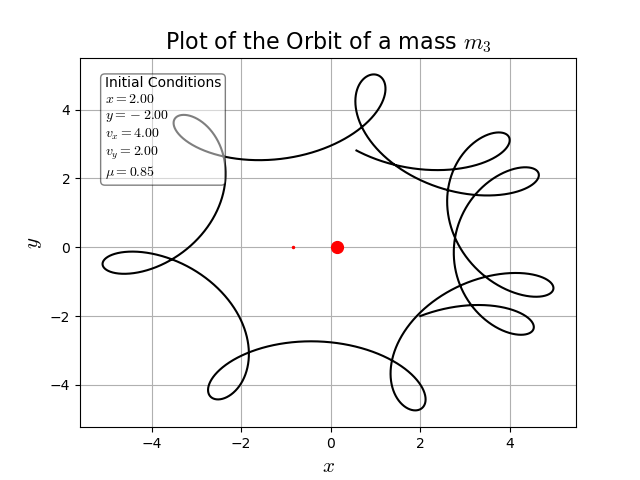 Plot of the Orbit of a mass m₃
Initial Conditions
x = 2.00
y = − 2.00
vₓ = 4.00
v_y = 2.00
μ = 0.85
4
2
0
−2
−4
y
−4 −2 0 2 4
x